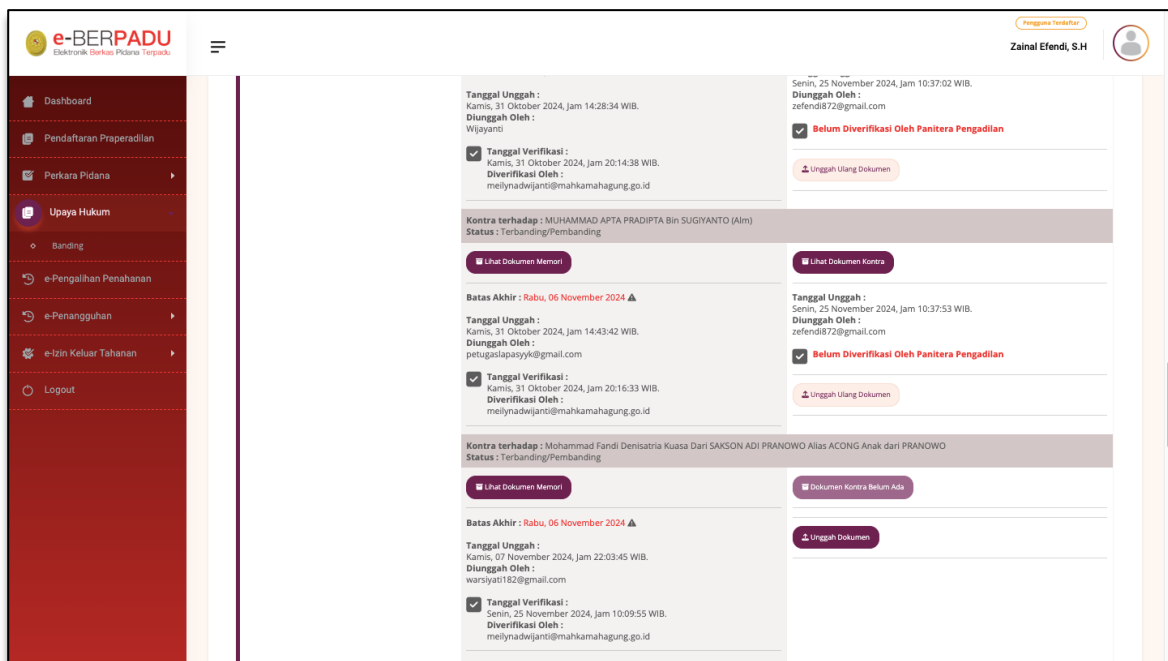 e-BERPADU
Elektronik Berkas Pidana Terpadu
Pengguna Terdaftar
Zainal Efendi, S.H
Dashboard
Pendaftaran Praperadilan
Perkara Pidana
Upaya Hukum
Banding
e-Pengalihan Penahanan
e-Penangguhan
e-Izin Keluar Tahanan
Logout
Tanggal Unggah :
Kamis, 31 Oktober 2024, Jam 14:28:34 WIB.
Diunggah Oleh :
Wijayanti
Tanggal Verifikasi :
Kamis, 31 Oktober 2024, Jam 20:14:38 WIB.
Diverifikasi Oleh :
meilynadwijanti@mahkamahagung.go.id
Senin, 25 November 2024, Jam 10:37:02 WIB.
Diunggah Oleh :
zefendi872@gmail.com
Belum Diverifikasi Oleh Panitera Pengadilan
Unggah Ulang Dokumen
Kontra terhadap : MUHAMMAD APTA PRADIPTA Bin SUGIYANTO (Alm)
Status : Terbanding/Pembanding
Lihat Dokumen Memori
Batas Akhir : Rabu, 06 November 2024
Tanggal Unggah :
Kamis, 31 Oktober 2024, Jam 14:43:42 WIB.
Diunggah Oleh :
petugaslapasyyk@gmail.com
Tanggal Verifikasi :
Kamis, 31 Oktober 2024, Jam 20:16:33 WIB.
Diverifikasi Oleh :
meilynadwijanti@mahkamahagung.go.id
Lihat Dokumen Kontra
Tanggal Unggah :
Senin, 25 November 2024, Jam 10:37:53 WIB.
Diunggah Oleh :
zefendi872@gmail.com
Belum Diverifikasi Oleh Panitera Pengadilan
Unggah Ulang Dokumen
Kontra terhadap : Mohammad Fandi Denisatria Kuasa Dari SAKSON ADI PRANOWO Alias ACONG Anak dari PRANOWO
Status : Terbanding/Pembanding
Lihat Dokumen Memori
Batas Akhir : Rabu, 06 November 2024
Tanggal Unggah :
Kamis, 07 November 2024, Jam 22:03:45 WIB.
Diunggah Oleh :
warsiyati182@gmail.com
Tanggal Verifikasi :
Senin, 25 November 2024, Jam 10:09:55 WIB.
Diverifikasi Oleh :
meilynadwijanti@mahkamahagung.go.id
Dokumen Kontra Belum Ada
Unggah Dokumen